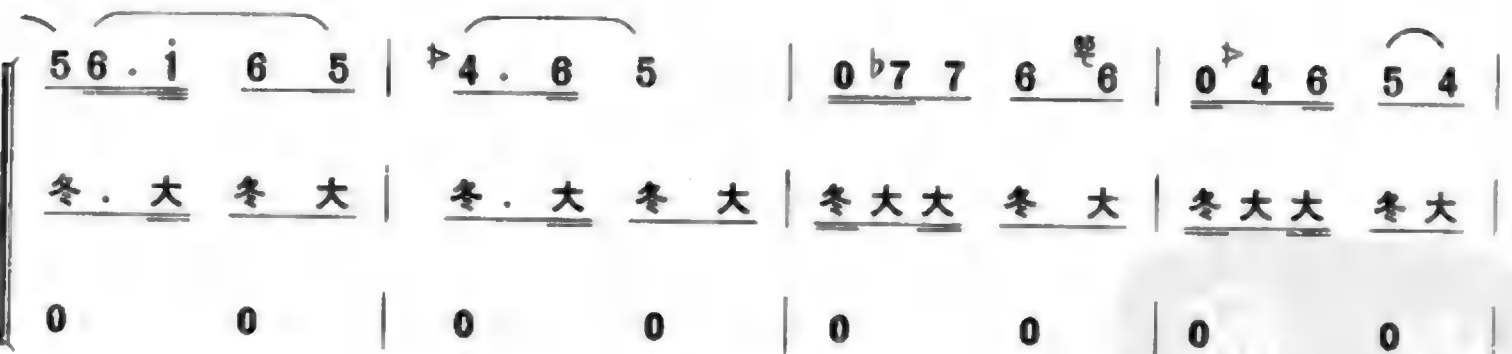 5 6 . i 6 5 | 4 . 6 5 | 0 ♭7 7 6 6 | 0 4 6 5 4 |
冬 . 大 冬 大 | 冬 . 大 冬 大 | 冬 大 大 冬 大 | 冬 大 大 冬 大 |
0 0 | 0 0 | 0 0 | 0 0 |